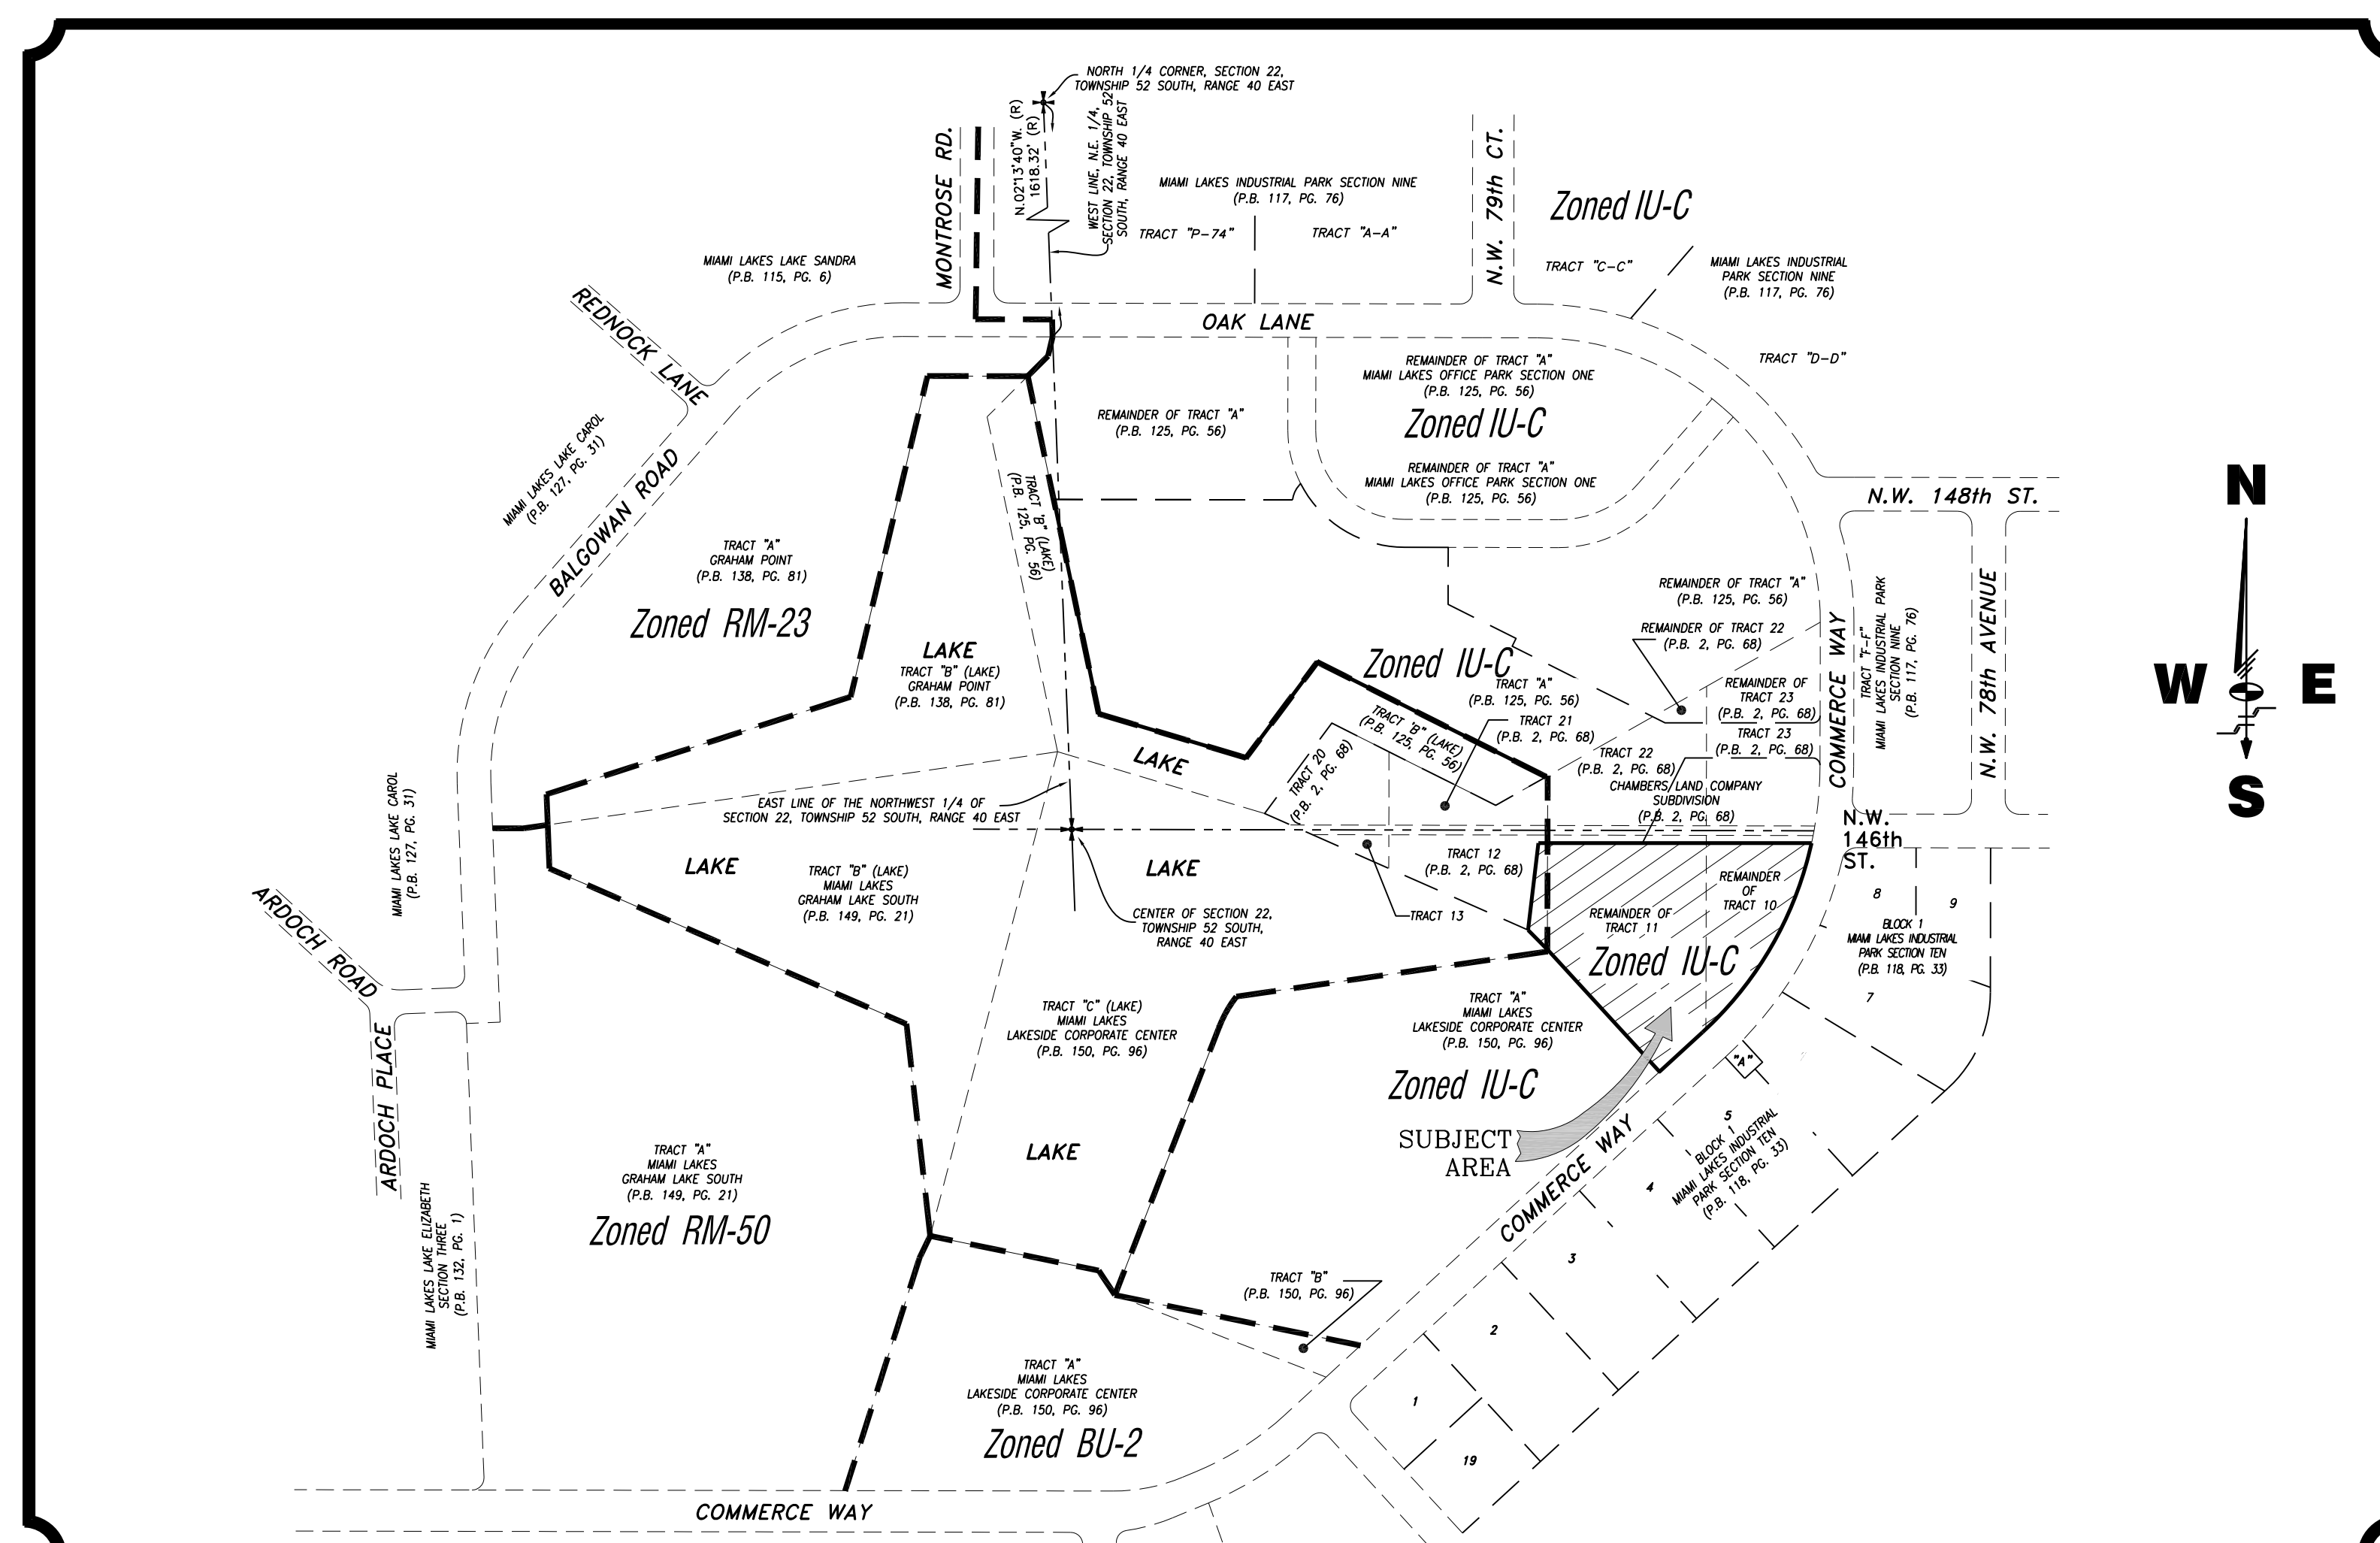 NORTH 1/4 CORNER, SECTION 22,
TOWNSHIP 52 SOUTH, RANGE 40 EAST
MONTROSE RD.
N.02°13'40"W. (R)
1618.32' (R)
WEST LINE, N.E. 1/4,
SECTION 22, TOWNSHIP 52
SOUTH, RANGE 40 EAST
MIAMI LAKES INDUSTRIAL PARK SECTION NINE
(P.B. 117, PG. 76)
TRACT "P-74"
TRACT "A-A"
N.W. 79th CT.
Zoned IU-C
TRACT "C-C"
MIAMI LAKES INDUSTRIAL
PARK SECTION NINE
(P.B. 117, PG. 76)
MIAMI LAKES LAKE SANDRA
(P.B. 115, PG. 6)
REDNOCK LANE
OAK LANE
TRACT "D-D"
REMAINDER OF TRACT "A"
MIAMI LAKES OFFICE PARK SECTION ONE
(P.B. 125, PG. 56)
Zoned IU-C
REMAINDER OF TRACT "A"
(P.B. 125, PG. 56)
REMAINDER OF TRACT "A"
MIAMI LAKES OFFICE PARK SECTION ONE
(P.B. 125, PG. 56)
MIAMI LAKES LAKE CAROL
(P.B. 127, PG. 31)
BALGOWAN ROAD
TRACT 'B" (LAKE)
(P.B. 125, PG. 56)
N.W. 148th ST.
N
W
E
S
TRACT "A"
GRAHAM POINT
(P.B. 138, PG. 81)
Zoned RM-23
LAKE
TRACT "B" (LAKE)
GRAHAM POINT
(P.B. 138, PG. 81)
REMAINDER OF TRACT "A"
(P.B. 125, PG. 56)
REMAINDER OF TRACT 22
(P.B. 2, PG. 68)
COMMERCE WAY
TRACT "F-F"
MIAMI LAKES INDUSTRIAL PARK
SECTION NINE
(P.B. 117, PG. 76)
N.W. 78th AVENUE
Zoned IU-C
TRACT "A"
(P.B. 125, PG. 56)
REMAINDER OF
TRACT 23
(P.B. 2, PG. 68)
TRACT 'B" (LAKE)
(P.B. 125, PG. 56)
TRACT 21
(P.B. 2, PG. 68)
TRACT 23
(P.B. 2, PG. 68)
LAKE
TRACT 20
(P.B. 2, PG. 68)
TRACT 22
(P.B. 2, PG. 68)
CHAMBERS LAND COMPANY
SUBDIVISION
(P.B. 2, PG. 68)
EAST LINE OF THE NORTHWEST 1/4 OF
SECTION 22, TOWNSHIP 52 SOUTH, RANGE 40 EAST
N.W.
146th
ST.
MIAMI LAKES LAKE CAROL
(P.B. 127, PG. 31)
LAKE
TRACT "B" (LAKE)
MIAMI LAKES
GRAHAM LAKE SOUTH
(P.B. 149, PG. 21)
LAKE
TRACT 12
(P.B. 2, PG. 68)
REMAINDER
OF
TRACT 10
8
9
CENTER OF SECTION 22,
TOWNSHIP 52 SOUTH,
RANGE 40 EAST
TRACT 13
REMAINDER OF
TRACT 11
Zoned IU-C
BLOCK 1
MIAMI LAKES INDUSTRIAL
PARK SECTION TEN
(P.B. 118, PG. 33)
7
ARDOCH ROAD
TRACT "C" (LAKE)
MIAMI LAKES
LAKESIDE CORPORATE CENTER
(P.B. 150, PG. 96)
TRACT "A"
MIAMI LAKES
LAKESIDE CORPORATE CENTER
(P.B. 150, PG. 96)
Zoned IU-C
"A"
ARDOCH PLACE
SUBJECT
AREA
LAKE
COMMERCE WAY
5
BLOCK 1
MIAMI LAKES INDUSTRIAL
PARK SECTION TEN
(P.B. 118, PG. 33)
4
TRACT "A"
MIAMI LAKES
GRAHAM LAKE SOUTH
(P.B. 149, PG. 21)
Zoned RM-50
MIAMI LAKES LAKE ELIZABETH
SECTION THREE
(P.B. 132, PG. 1)
3
TRACT "B"
(P.B. 150, PG. 96)
2
TRACT "A"
MIAMI LAKES
LAKESIDE CORPORATE CENTER
(P.B. 150, PG. 96)
Zoned BU-2
1
19
COMMERCE WAY